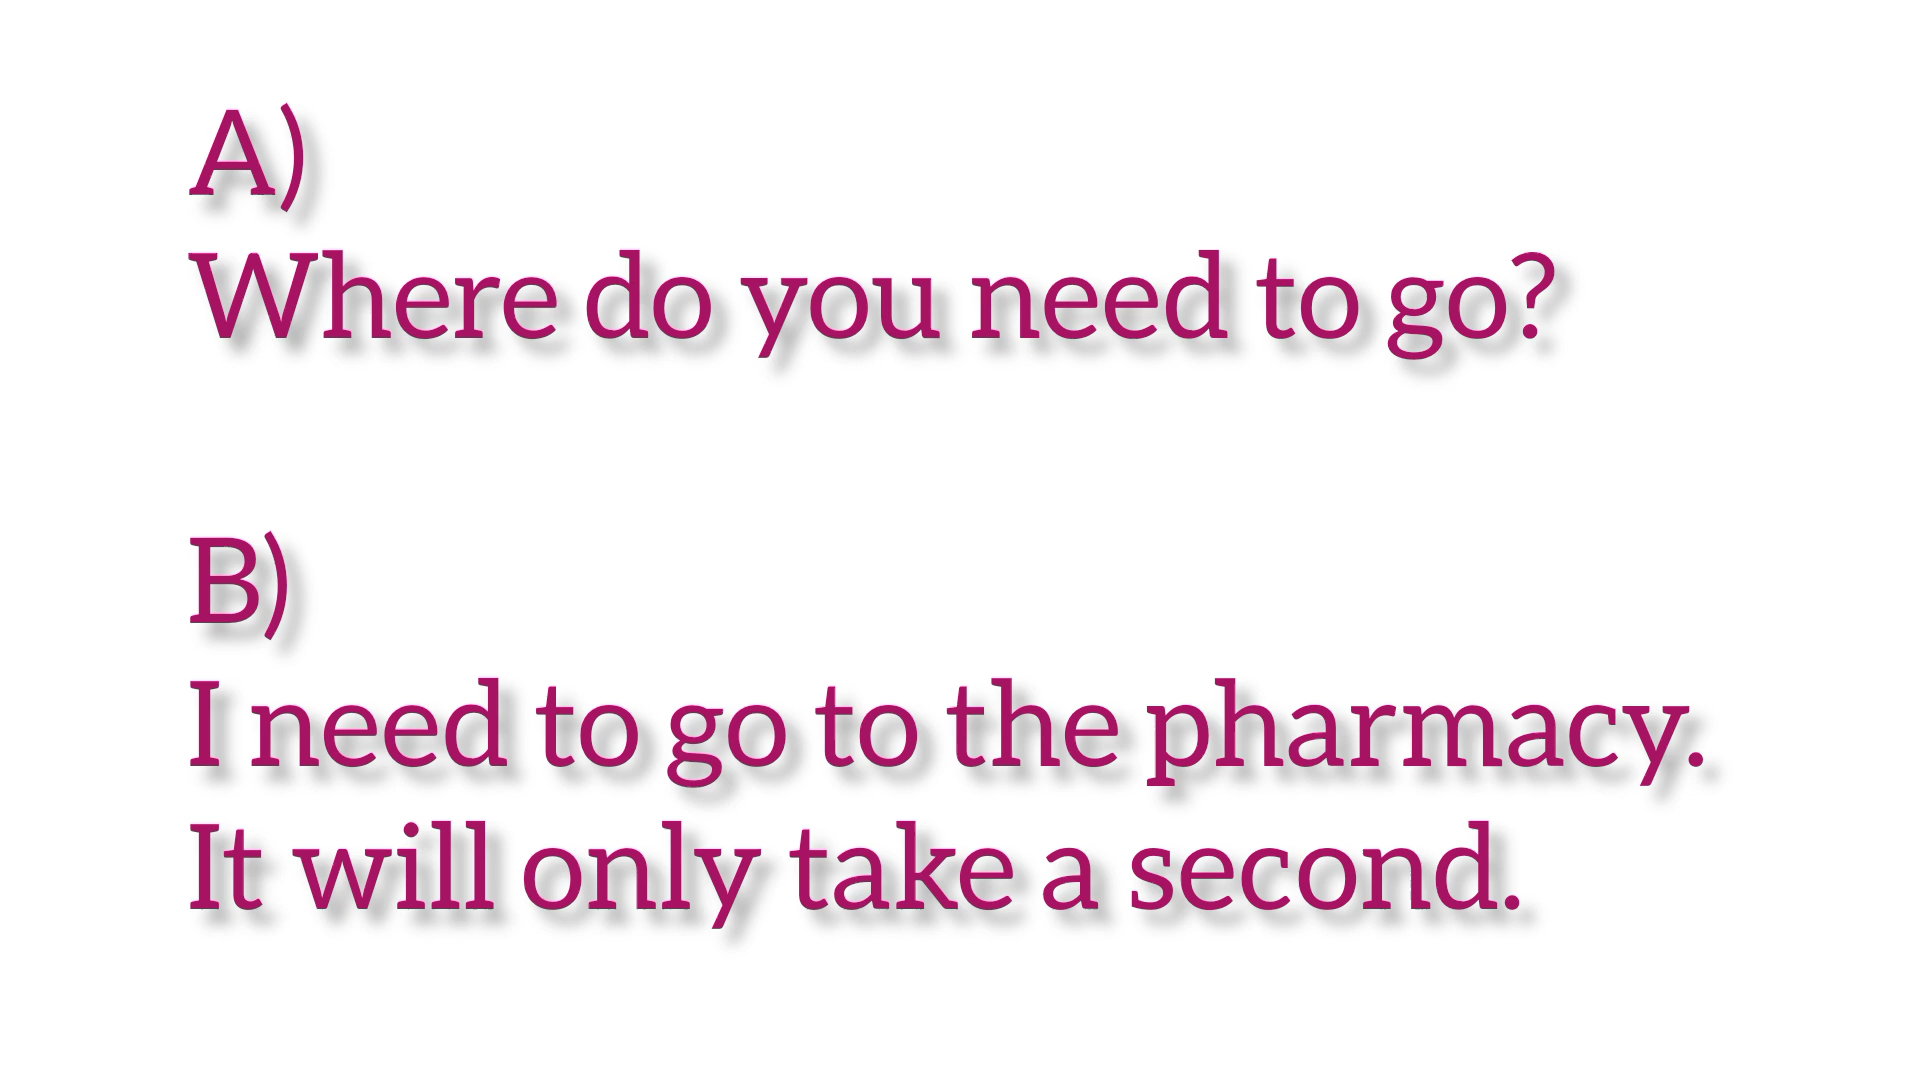 A)
Where do you need to go?
B)
I need to go to the pharmacy.
It will only take a second.